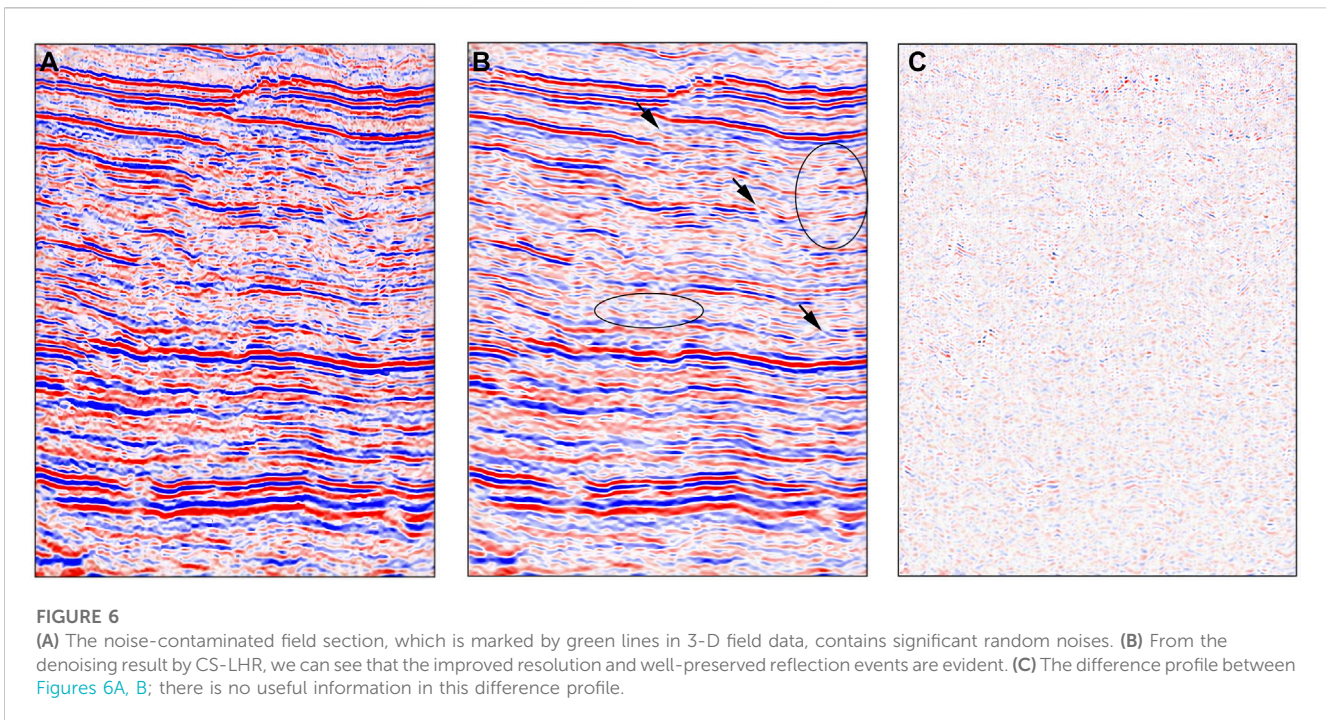 A
B
C
FIGURE 6
(A) The noise-contaminated field section, which is marked by green lines in 3-D field data, contains significant random noises. (B) From the
denoising result by CS-LHR, we can see that the improved resolution and well-preserved reflection events are evident. (C) The difference profile between
Figures 6A, B; there is no useful information in this difference profile.